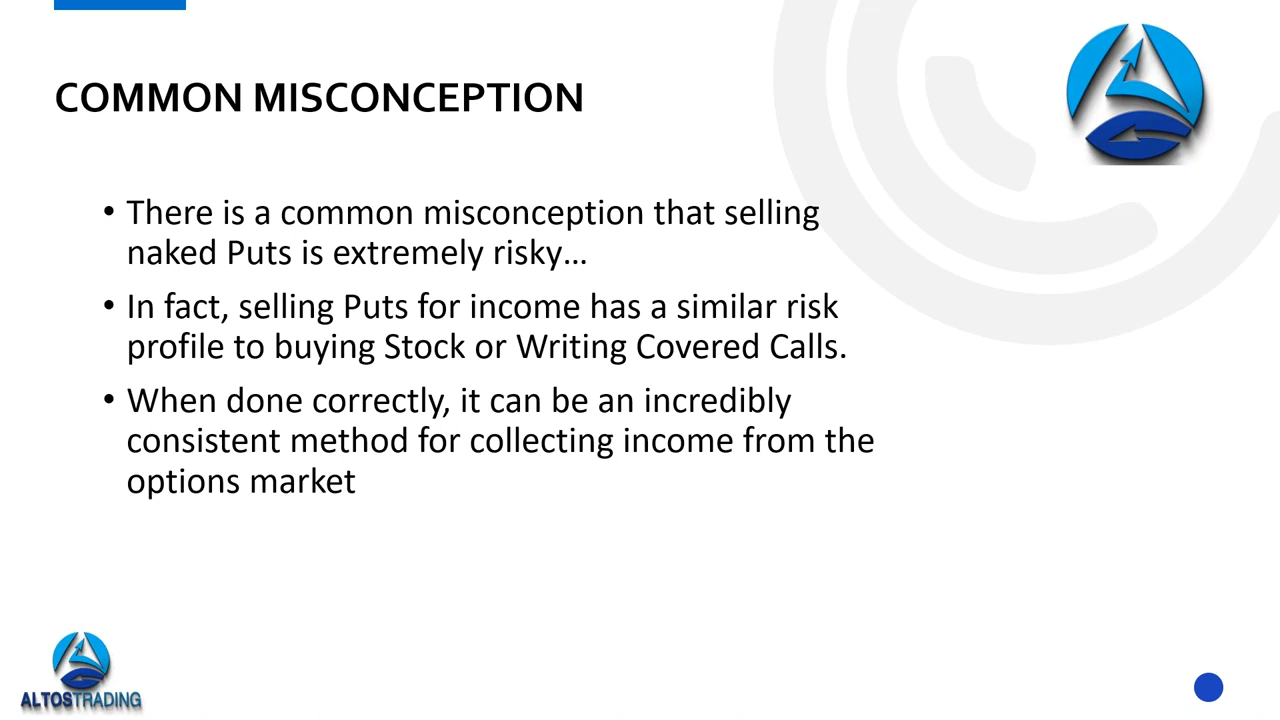 COMMON MISCONCEPTION
• There is a common misconception that selling
naked Puts is extremely risky…
• In fact, selling Puts for income has a similar risk
profile to buying Stock or Writing Covered Calls.
• When done correctly, it can be an incredibly
consistent method for collecting income from the
options market
ALTOSTRADING